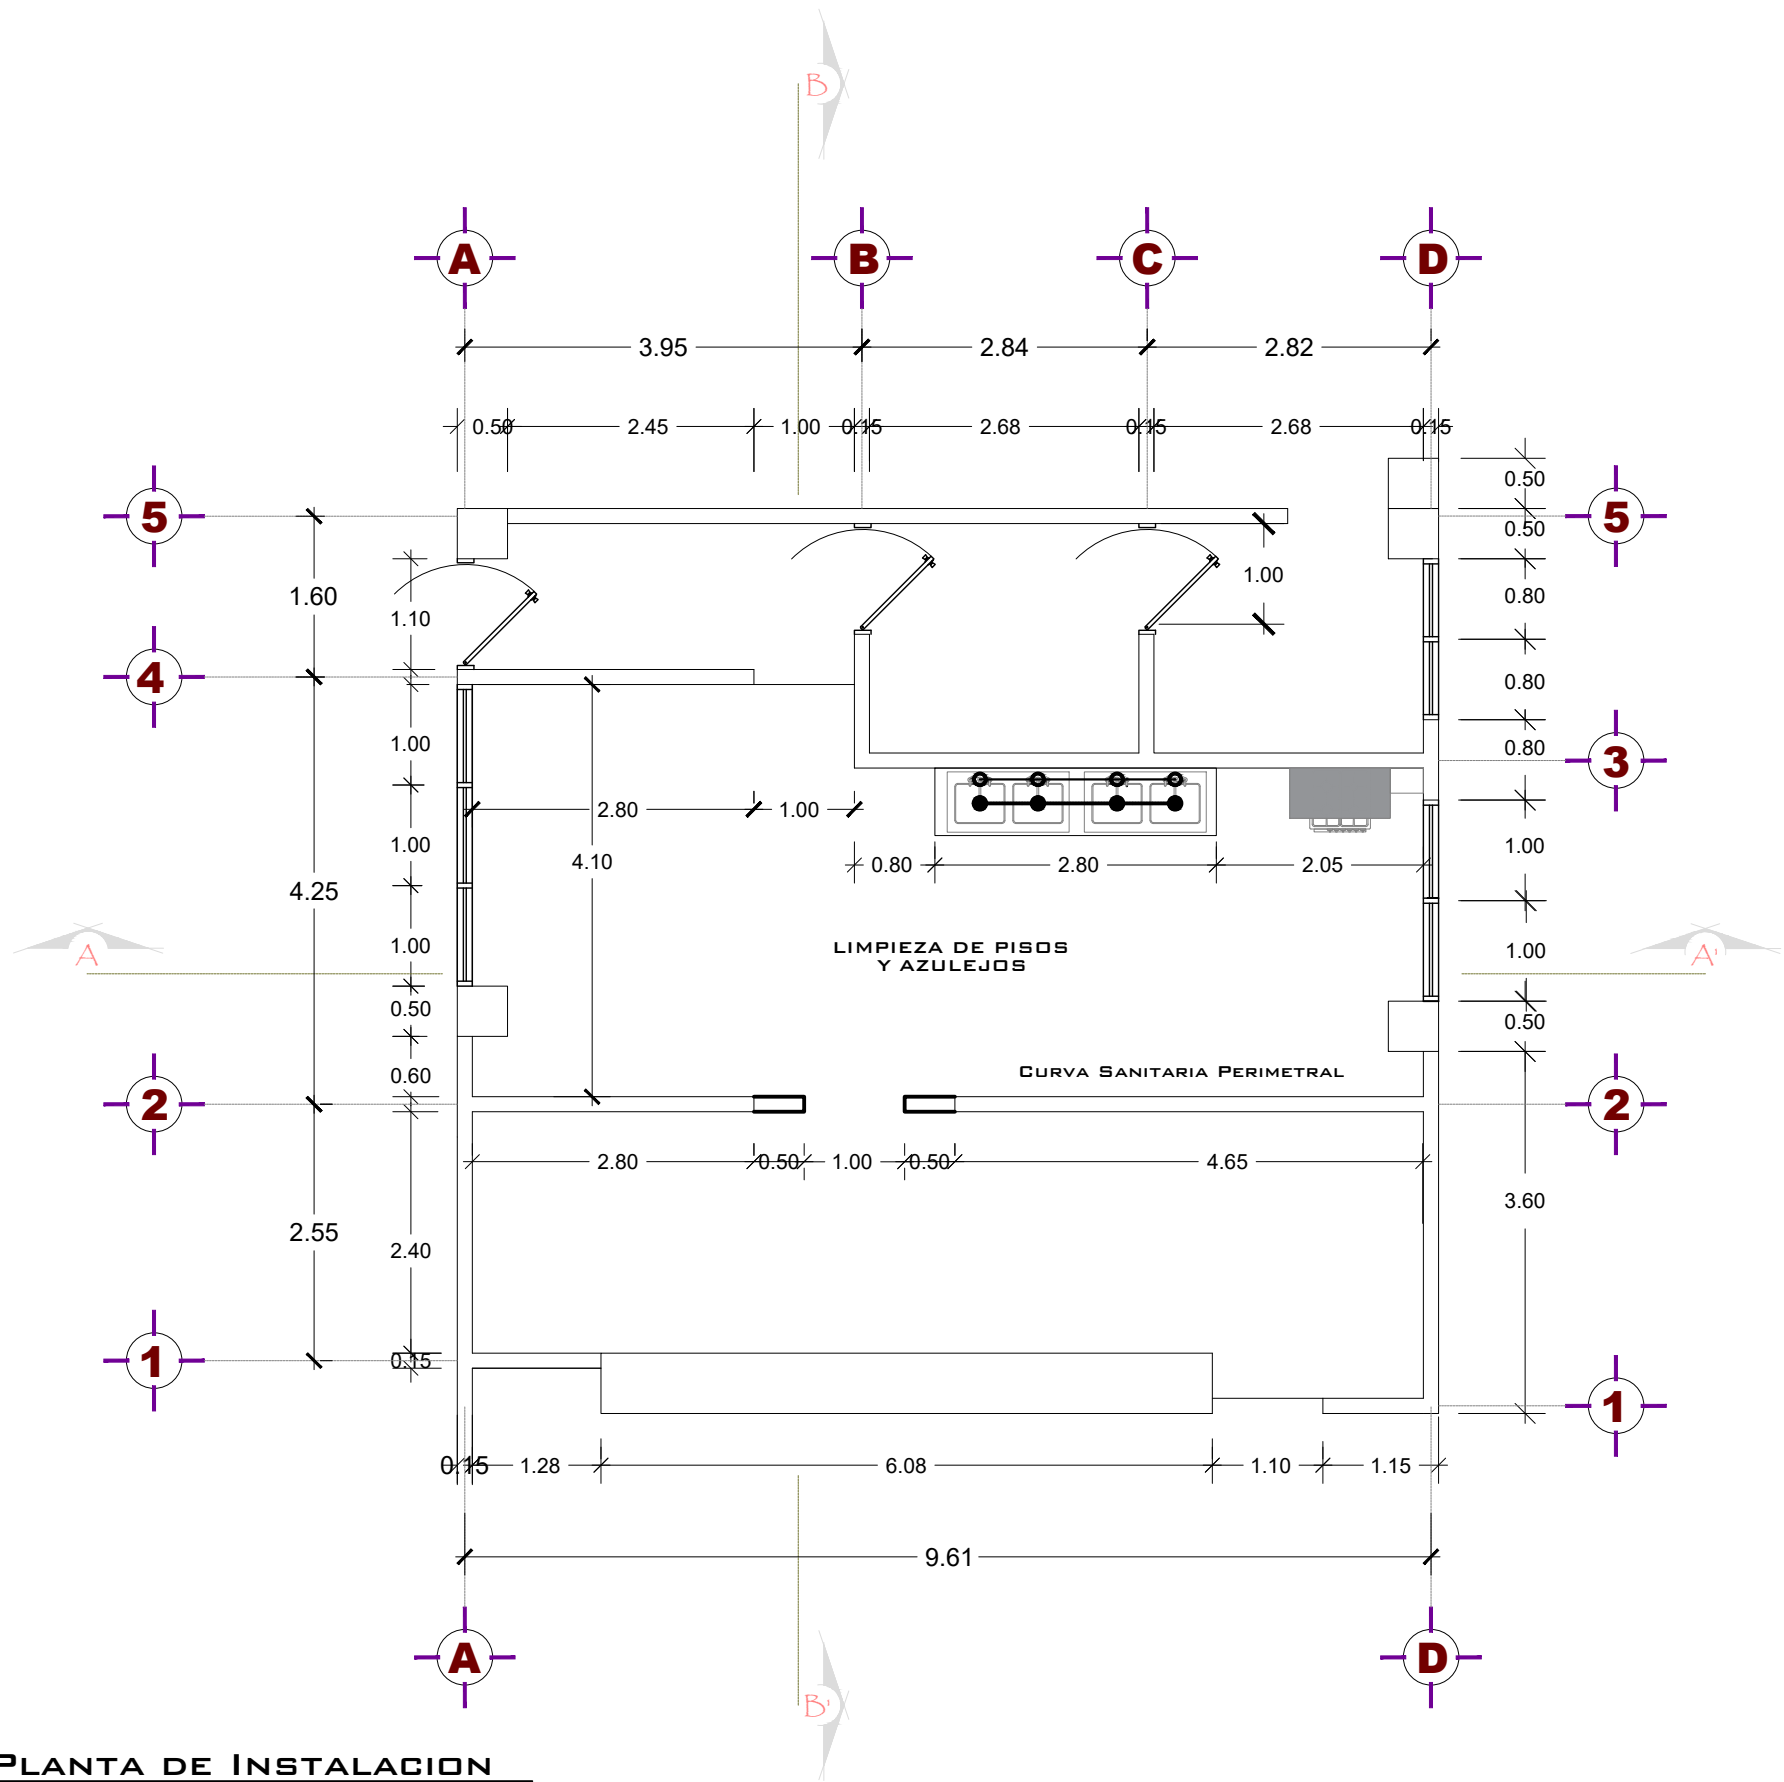 B
A B C D
3.95 2.84 2.82
0.50 2.45 1.00 0.15 2.68 0.15 2.68 0.15
0.50
5 5
0.50
1.00
1.60 0.80
1.10
4 0.80
1.00 0.80
3
2.80 1.00
1.00 1.00
4.10 0.80 2.80 2.05
4.25
1.00 LIMPIEZA DE PISOS 1.00
A Y AZULEJOS A'
0.50 0.50
0.60 CURVA SANITARIA PERIMETRAL
2 2
2.80 0.50 1.00 0.50 4.65
3.60
2.55
2.40
1 0.15
1
0.15 1.28 6.08 1.10 1.15
9.61
A D
B'
PLANTA DE INSTALACION